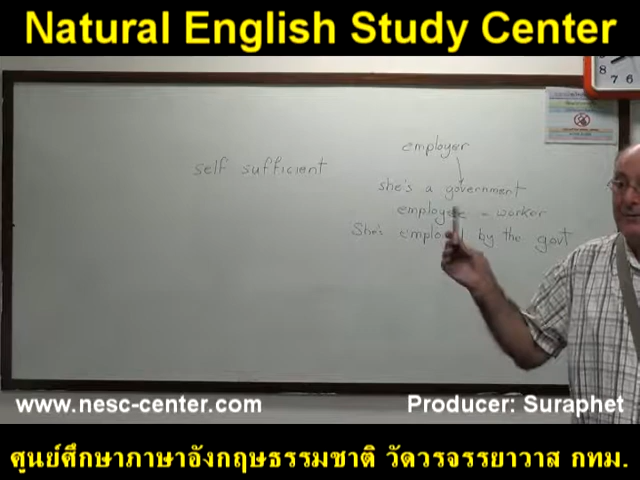 Natural English Study Center
8
7 6
employer
self sufficient
she's a government
employee = worker
She's employed by the govt
www.nesc-center.com
Producer: Suraphet
ศูนย์ศึกษาภาษาอังกฤษธรรมชาติ วัดวรจรรยาวาส กทม.